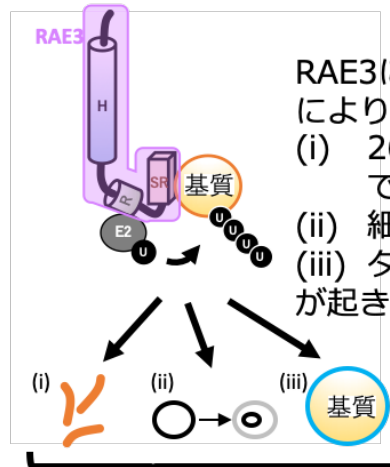 RAE3
H
R
SR
基質
E2
U
U
U
U
U
RAE3に
により
(i) 2
で
(ii) 細
(iii) タ
が起き
(i)
(ii)
(iii)
基質